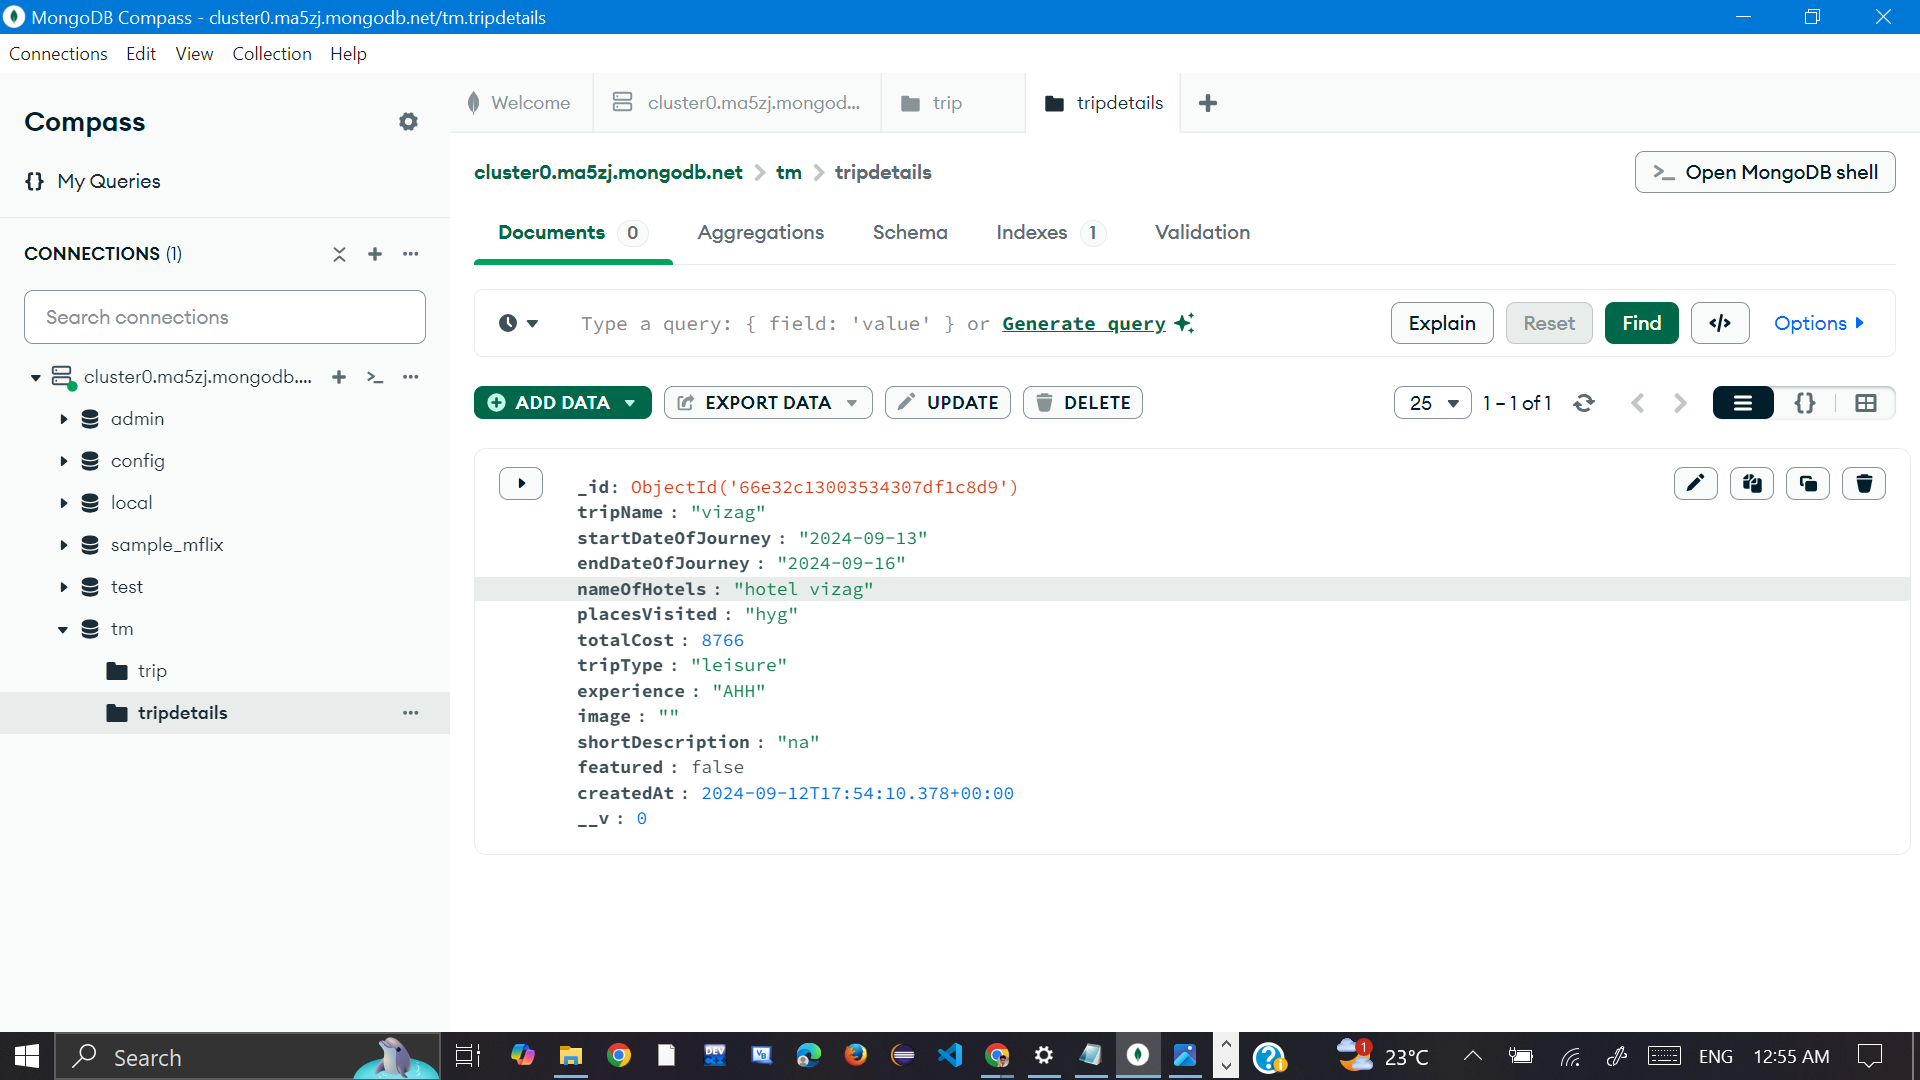 MongoDB Compass - cluster0.ma5zj.mongodb.net/tm.tripdetails
Connections Edit View Collection Help
Compass
My Queries
CONNECTIONS (1)
Search connections
cluster0.ma5zj.mongodb....
admin
config
local
sample_mflix
test
tm
trip
tripdetails
Welcome
cluster0.ma5zj.mongod...
trip
tripdetails
cluster0.ma5zj.mongodb.net > tm > tripdetails
>_ Open MongoDB shell
Documents 0 Aggregations Schema Indexes 1 Validation
Type a query: { field: 'value' } or Generate query
Explain Reset Find </> Options
ADD DATA EXPORT DATA UPDATE DELETE
25 1 – 1 of 1 {}
_id: ObjectId('66e32c13003534307df1c8d9')
tripName : "vizag"
startDateOfJourney : "2024-09-13"
endDateOfJourney : "2024-09-16"
nameOfHotels : "hotel vizag"
placesVisited : "hyg"
totalCost : 8766
tripType : "leisure"
experience : "AHH"
image : ""
shortDescription : "na"
featured : false
createdAt : 2024-09-12T17:54:10.378+00:00
__v : 0
Search
DEV
VB
1
23°C
ENG
12:55 AM